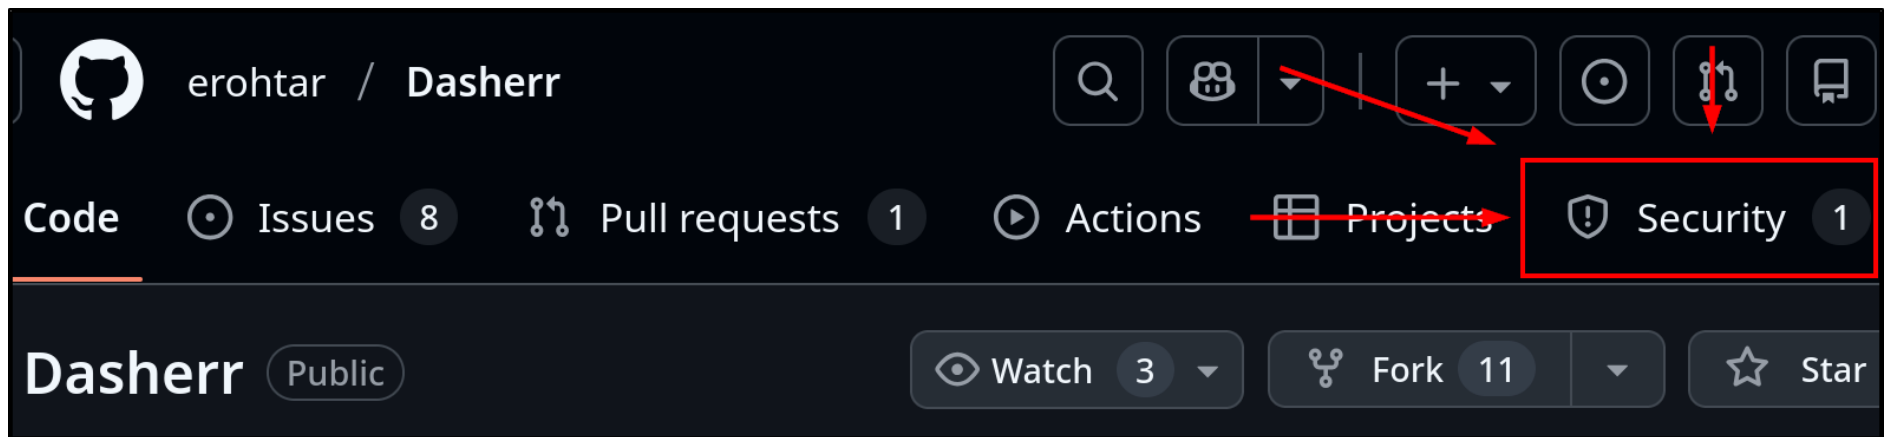 erohtar / Dasherr
Code Issues 8 Pull requests 1 Actions Projects Security 1
Dasherr Public Watch 3 Fork 11 Star